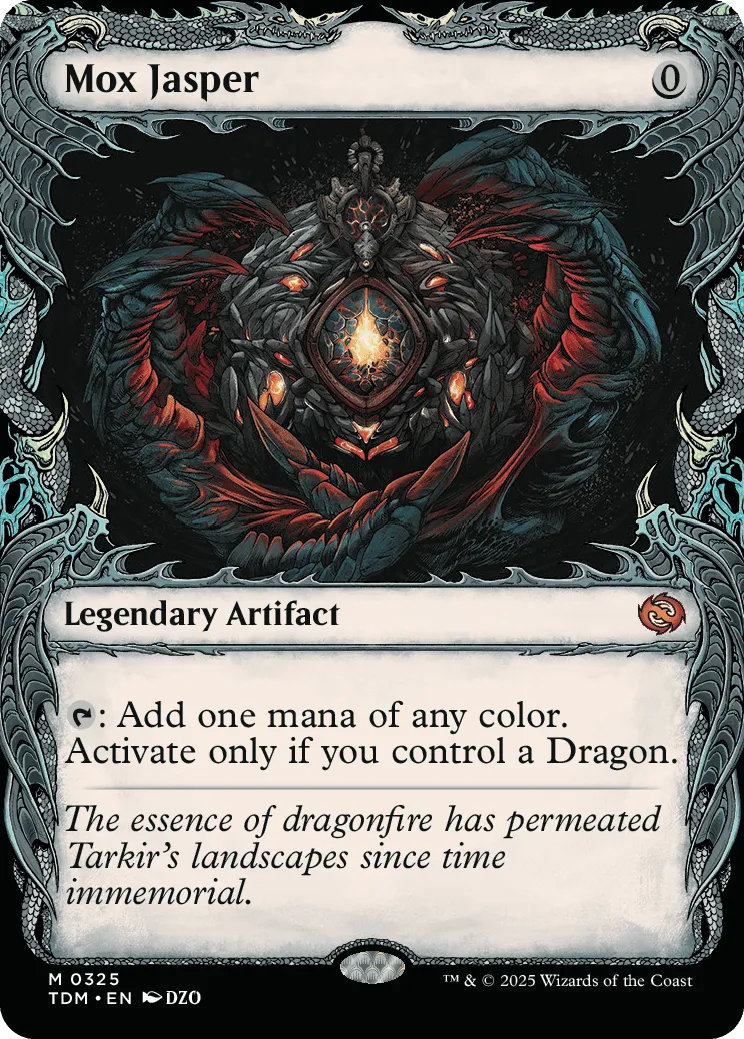 Mox Jasper
0
Legendary Artifact
: Add one mana of any color.
Activate only if you control a Dragon.
The essence of dragonfire has permeated
Tarkir's landscapes since time
immemorial.
M 0325
TDM • EN DZO
™ & © 2025 Wizards of the Coast